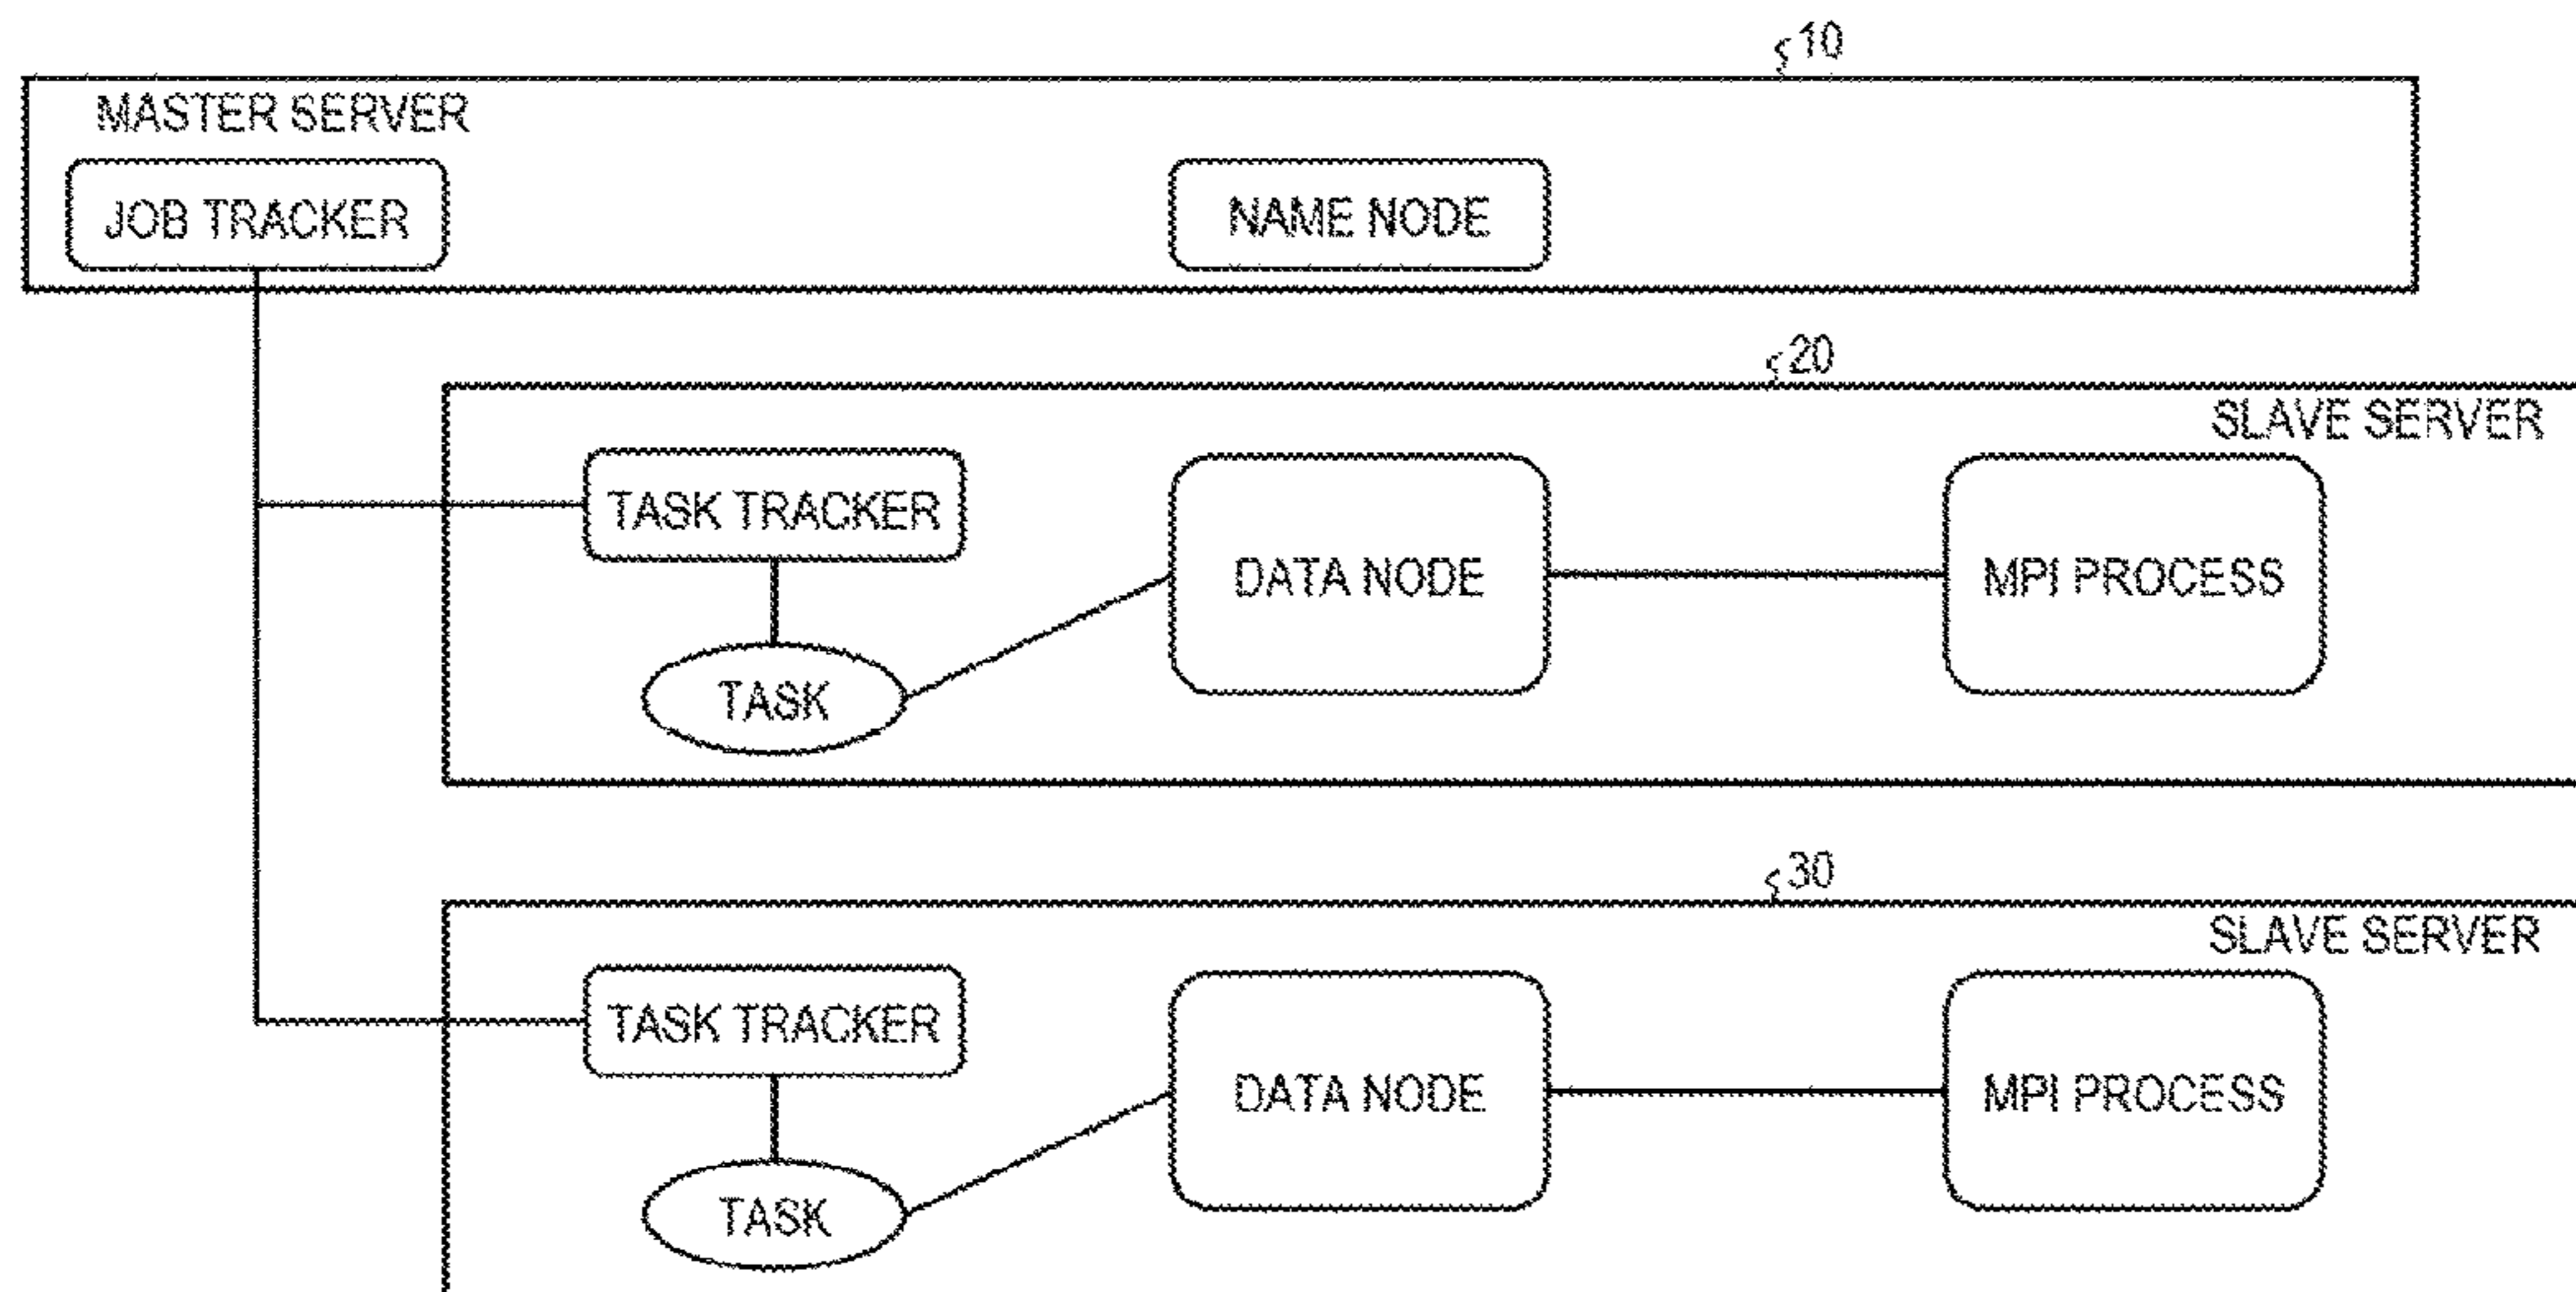 10
MASTER SERVER
JOB TRACKER
NAME NODE
20
SLAVE SERVER
TASK TRACKER
DATA NODE
MPI PROCESS
TASK
30
SLAVE SERVER
TASK TRACKER
DATA NODE
MPI PROCESS
TASK